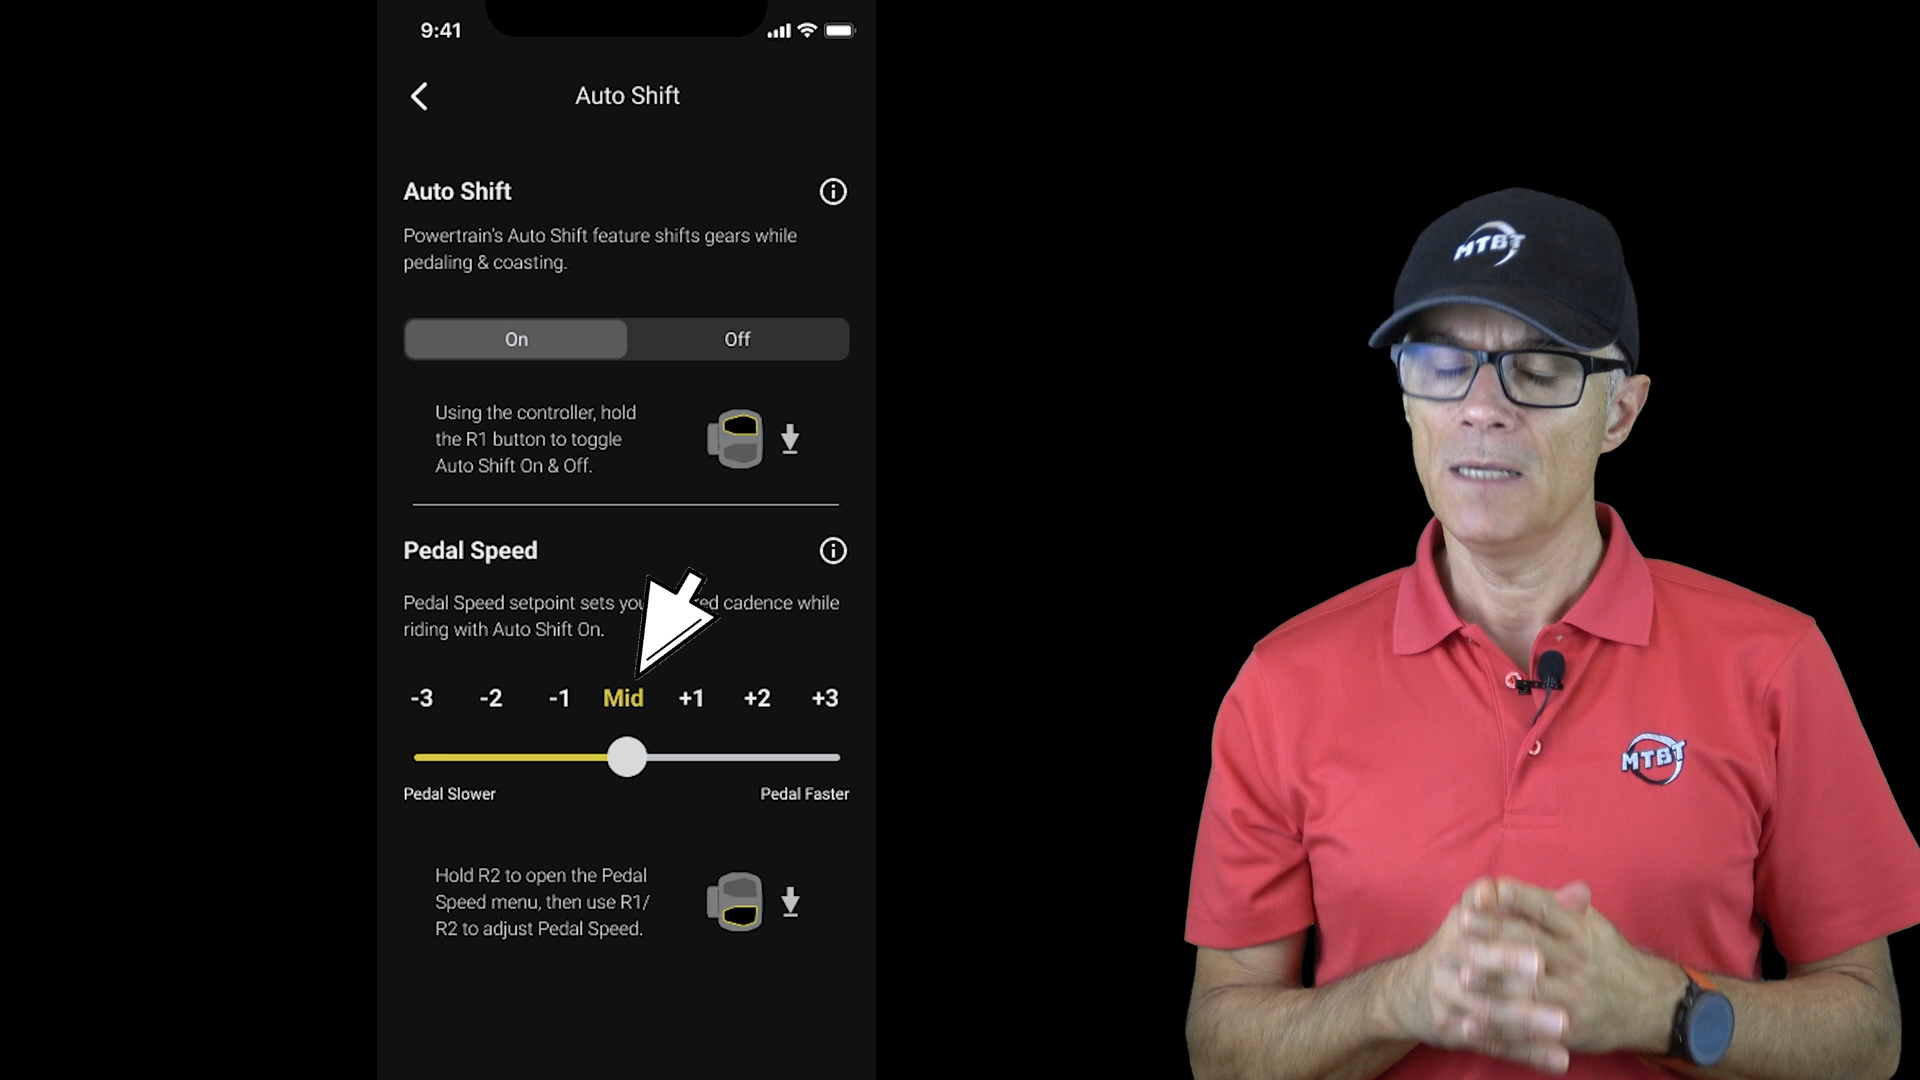 9:41
Auto Shift
Auto Shift
Powertrain's Auto Shift feature shifts gears while
pedaling & coasting.
On
Off
Using the controller, hold
the R1 button to toggle
Auto Shift On & Off.
Pedal Speed
Pedal Speed setpoint sets cadence while
riding with Auto Shift On.
-3 -2 -1 Mid +1 +2 +3
Pedal Slower
Pedal Faster
Hold R2 to open the Pedal
Speed menu, then use R1/
R2 to adjust Pedal Speed.
MTBT
MTBT